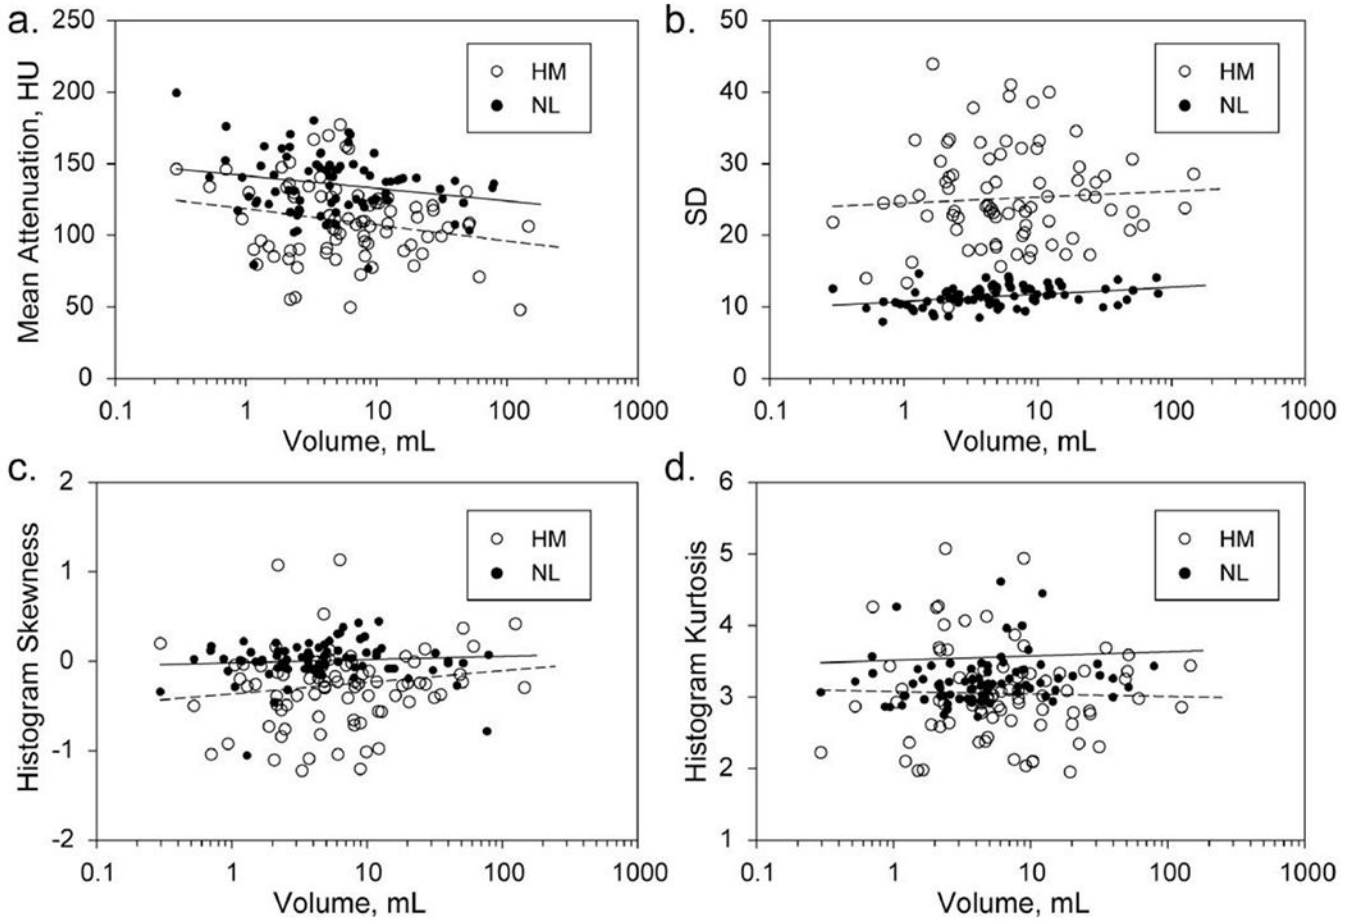 a.
Mean Attenuation, HU
250
200
150
100
50
0
HM
NL
0.1 1 10 100 1000
Volume, mL
b.
SD
50
40
30
20
10
0
HM
NL
0.1 1 10 100 1000
Volume, mL
c.
Histogram Skewness
2
1
0
-1
-2
HM
NL
0.1 1 10 100 1000
Volume, mL
d.
Histogram Kurtosis
6
5
4
3
2
1
HM
NL
0.1 1 10 100 1000
Volume, mL